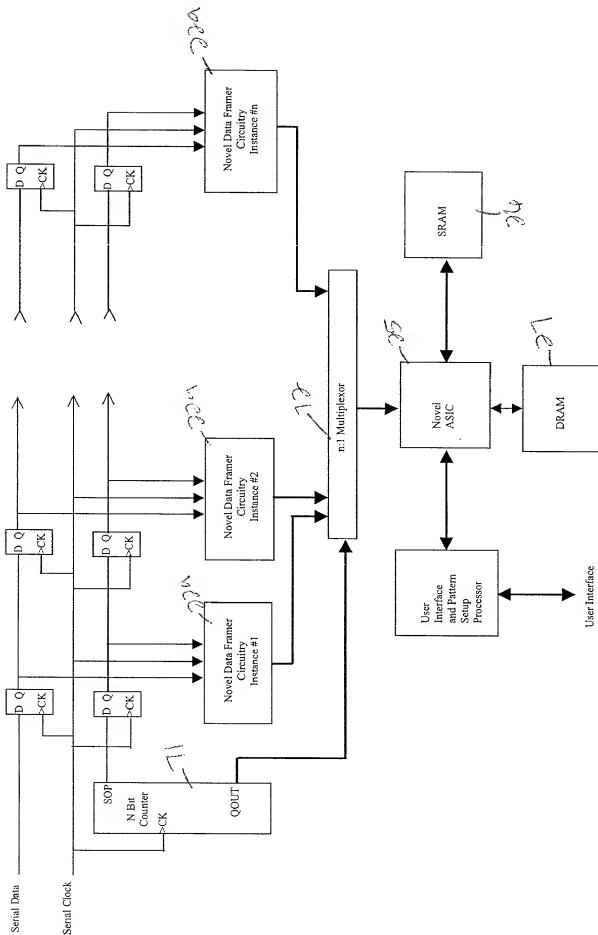 Serial Data
Serial Clock
D Q
>CK
D Q
>CK
D Q
>CK
D Q
>CK
D Q
>CK
D Q
>CK
SOP
N Bit
Counter
>CK
QOUT
Novel Data Framer
Circuitry
Instance #1
Novel Data Framer
Circuitry
Instance #2
Novel Data Framer
Circuitry
Instance #n
n:1 Multiplexor
User
Interface
and Pattern
Setup
Processor
Novel
ASIC
SRAM
DRAM
User Interface